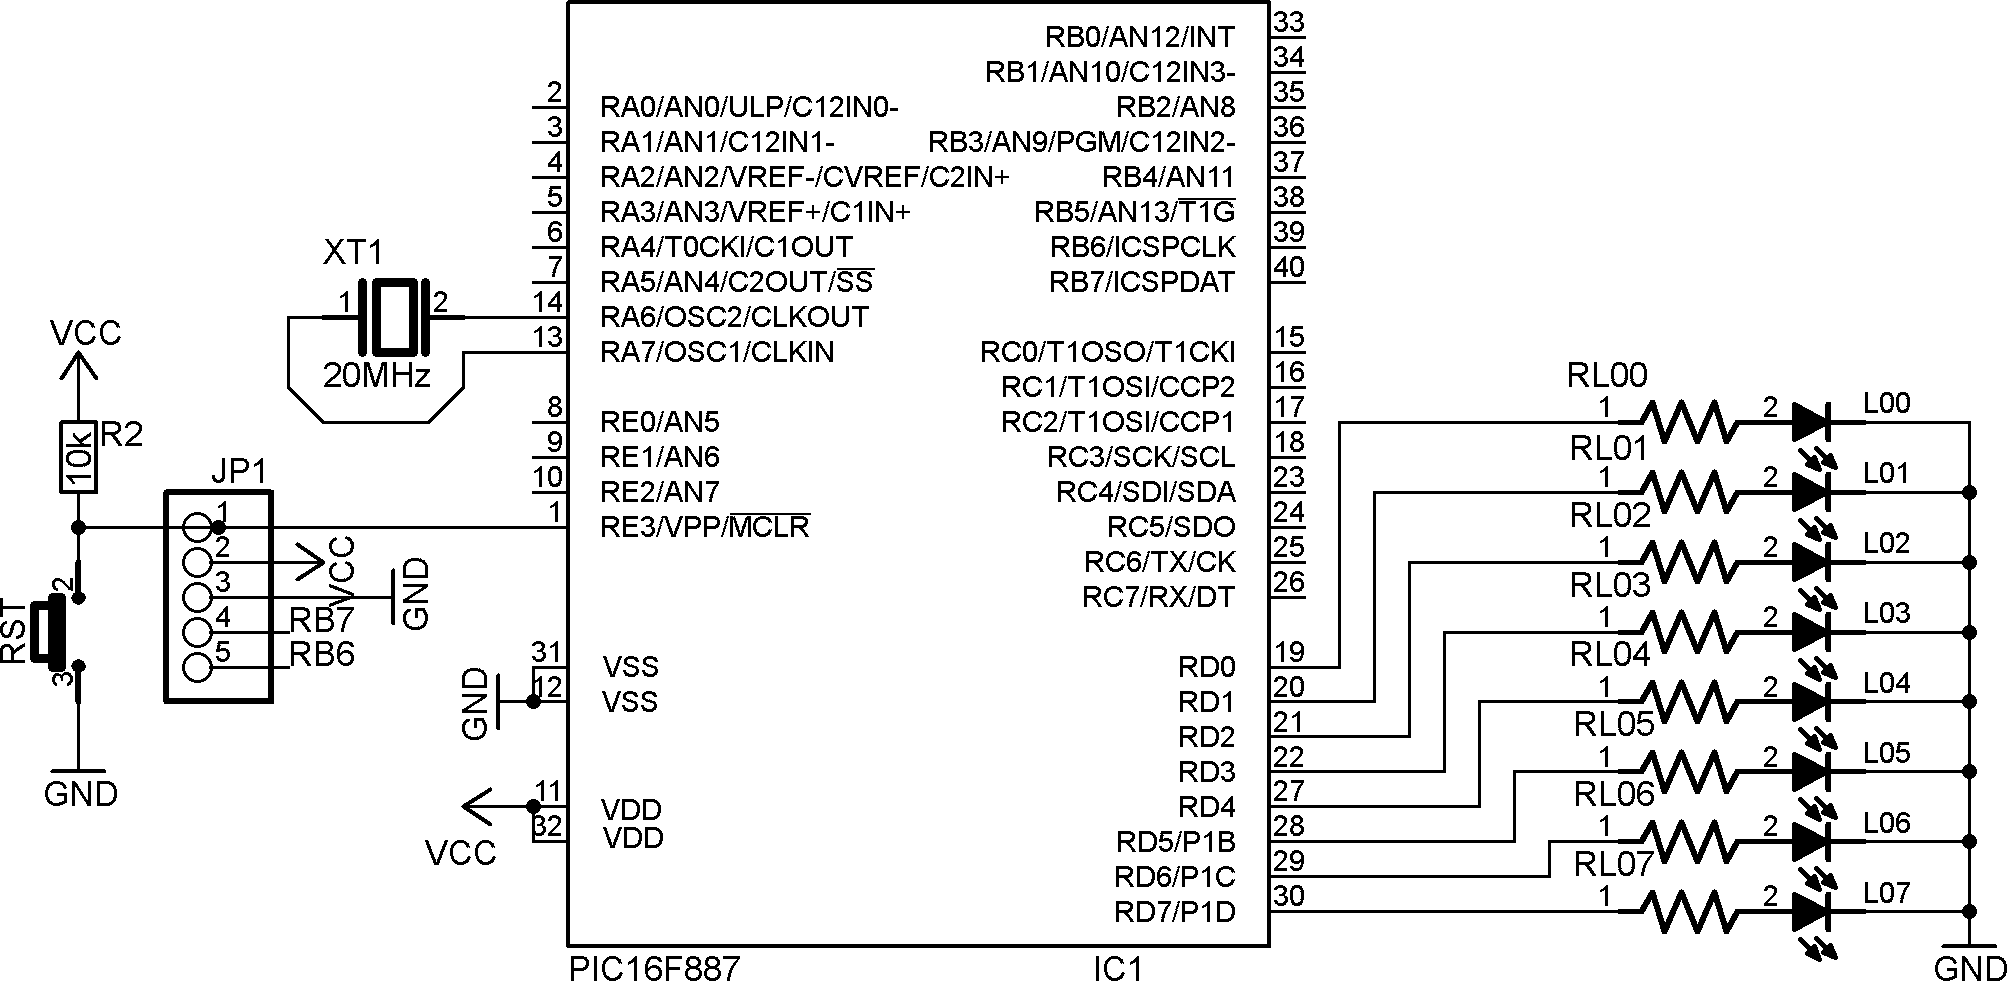 XT1
1
2
20MHz
VCC
R2
10k
JP1
1
2
3
4
5
VCC
GND
RB7
RB6
RST
2
3
GND
2 RA0/AN0/ULP/C12IN0-
3 RA1/AN1/C12IN1-
4 RA2/AN2/VREF-/CVREF/C2IN+
5 RA3/AN3/VREF+/C1IN+
6 RA4/T0CKI/C1OUT
7 RA5/AN4/C2OUT/SS
14 RA6/OSC2/CLKOUT
13 RA7/OSC1/CLKIN
8 RE0/AN5
9 RE1/AN6
10 RE2/AN7
1 RE3/VPP/MCLR
31 VSS
12 VSS
GND
11 VDD
32 VDD
VCC
RB0/AN12/INT 33
RB1/AN10/C12IN3- 34
RB2/AN8 35
RB3/AN9/PGM/C12IN2- 36
RB4/AN11 37
RB5/AN13/T1G 38
RB6/ICSPCLK 39
RB7/ICSPDAT 40
RC0/T1OSO/T1CKI 15
RC1/T1OSI/CCP2 16
RC2/T1OSI/CCP1 17
RC3/SCK/SCL 18
RC4/SDI/SDA 23
RC5/SDO 24
RC6/TX/CK 25
RC7/RX/DT 26
RD0 19
RD1 20
RD2 21
RD3 22
RD4 27
RD5/P1B 28
RD6/P1C 29
RD7/P1D 30
PIC16F887
IC1
RL00
1 2 L00
RL01
1 2 L01
RL02
1 2 L02
RL03
1 2 L03
RL04
1 2 L04
RL05
1 2 L05
RL06
1 2 L06
RL07
1 2 L07
GND